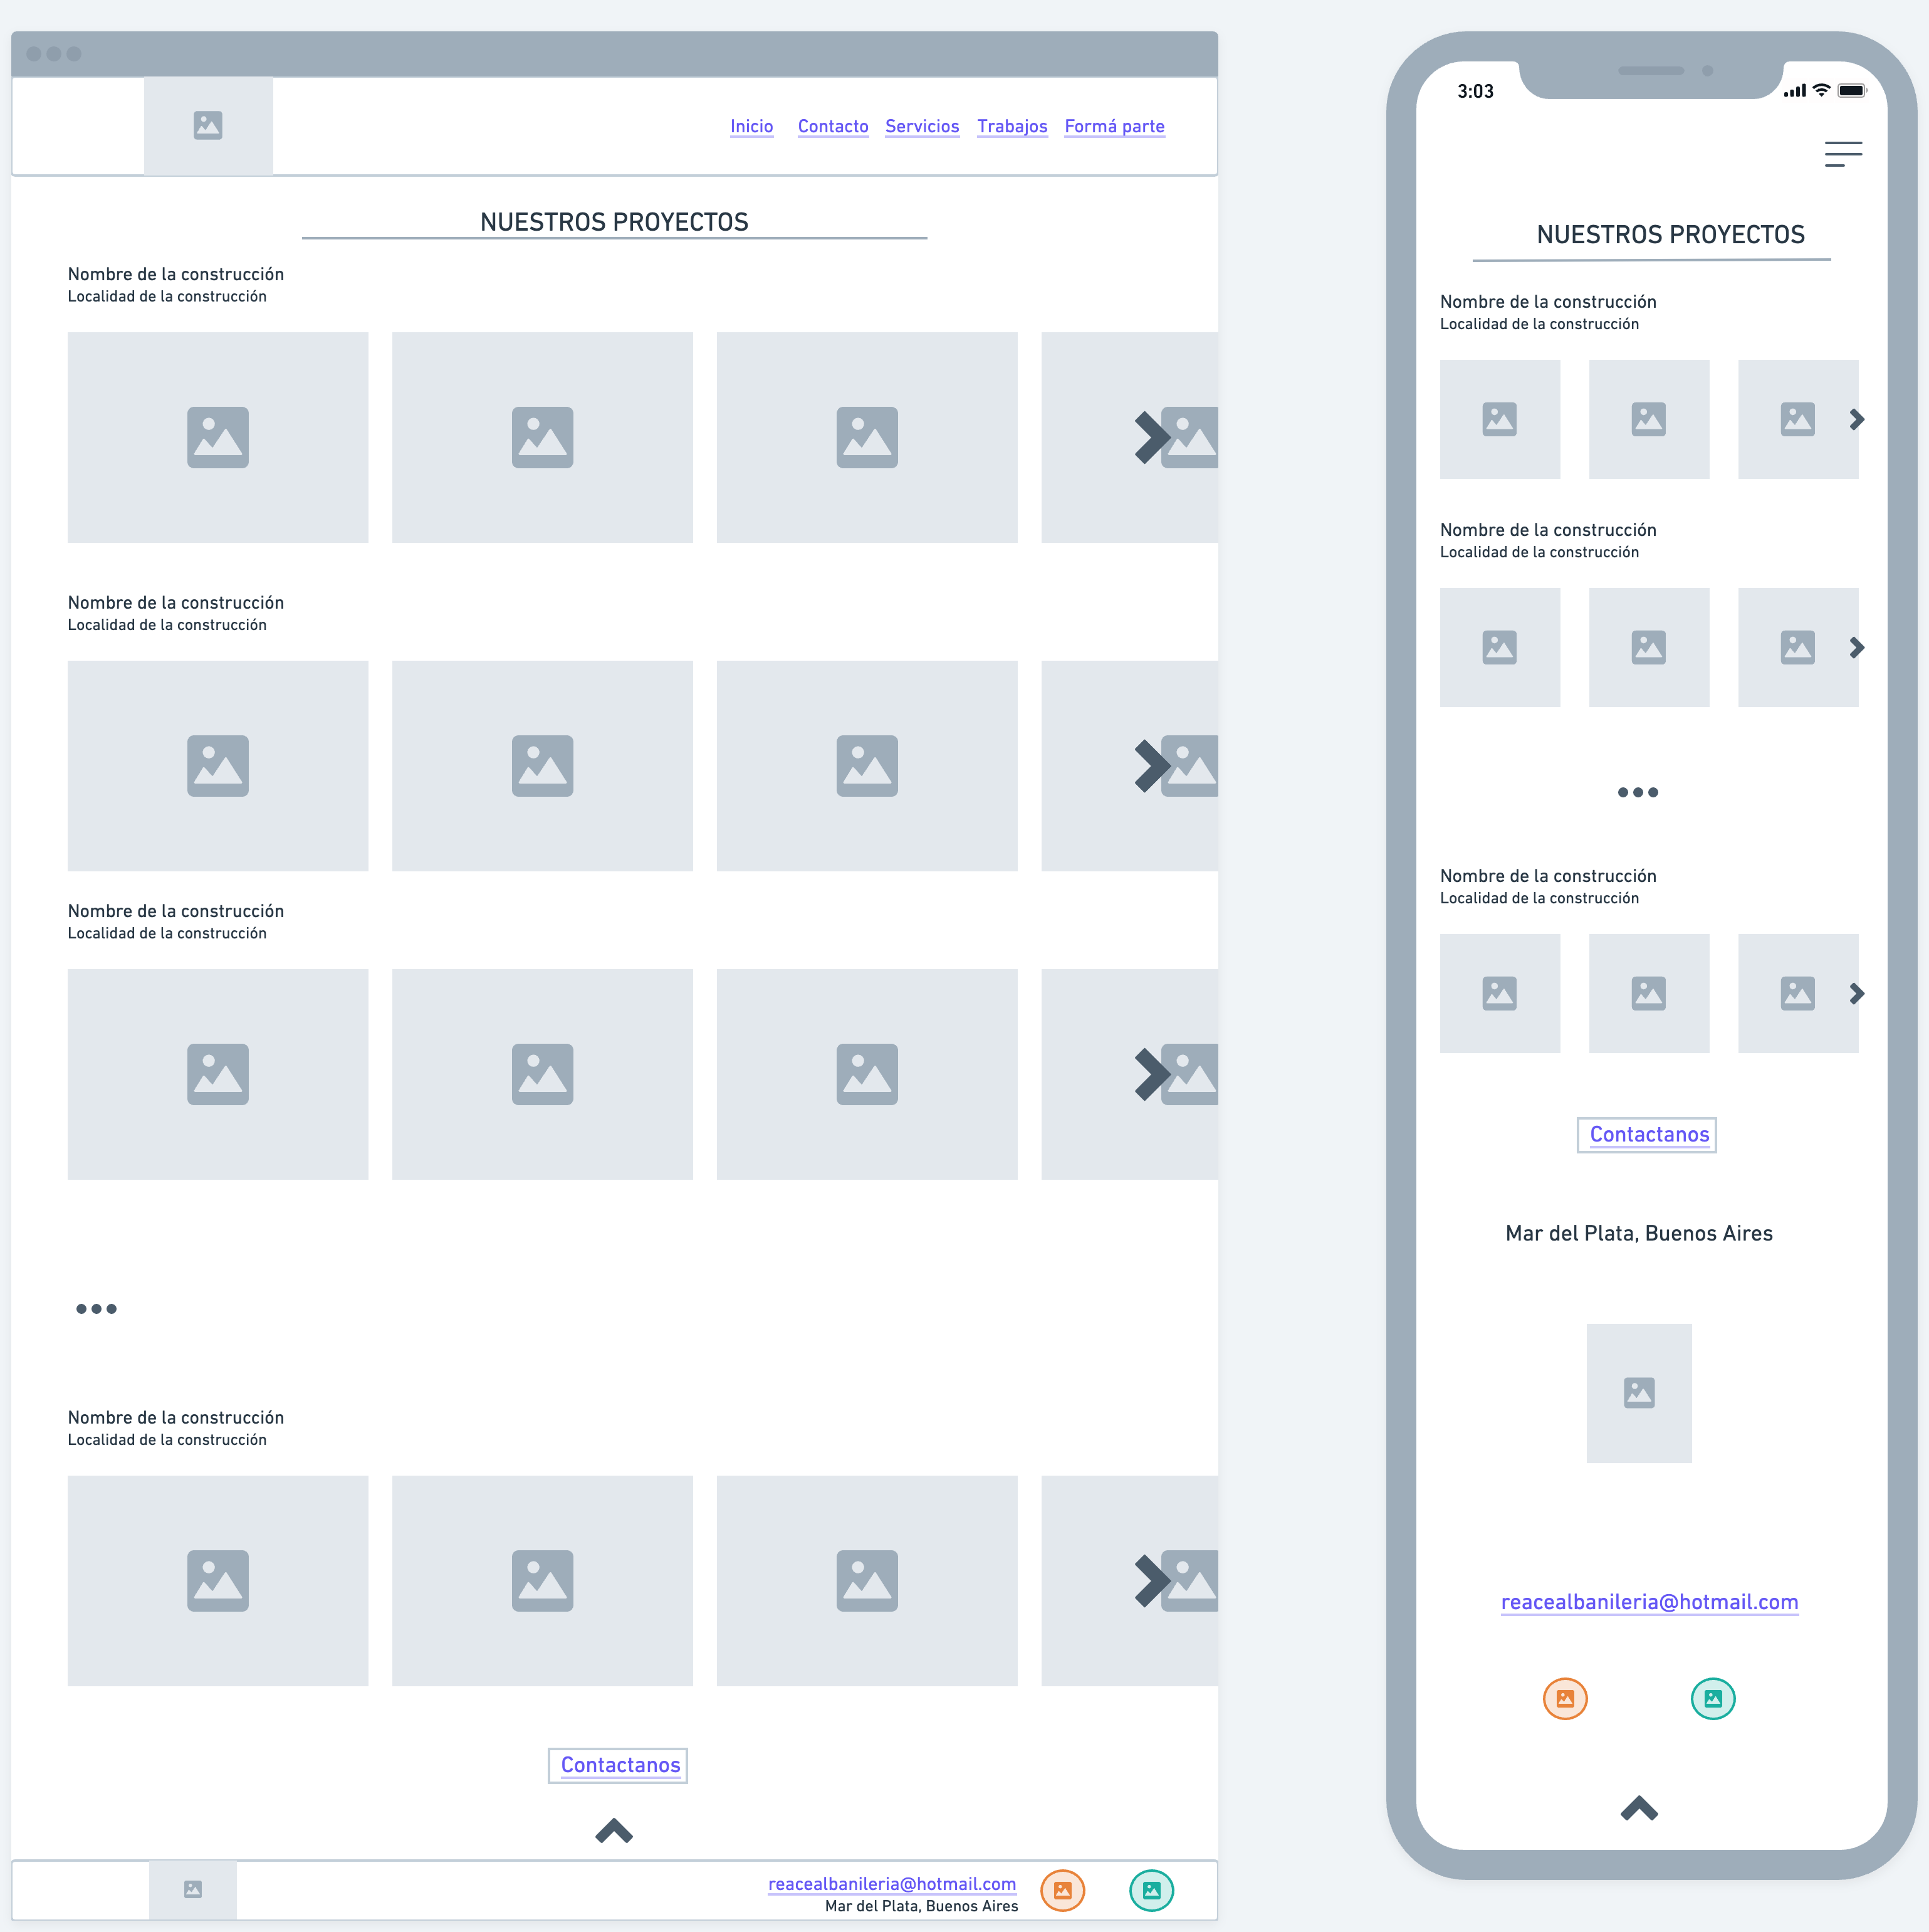 Inicio Contacto Servicios Trabajos Formá parte
NUESTROS PROYECTOS
Nombre de la construcción
Localidad de la construcción
Nombre de la construcción
Localidad de la construcción
Nombre de la construcción
Localidad de la construcción
Nombre de la construcción
Localidad de la construcción
Contactanos
reacealbanileria@hotmail.com
Mar del Plata, Buenos Aires
3:03
NUESTROS PROYECTOS
Nombre de la construcción
Localidad de la construcción
Nombre de la construcción
Localidad de la construcción
Nombre de la construcción
Localidad de la construcción
Contactanos
Mar del Plata, Buenos Aires
reacealbanileria@hotmail.com